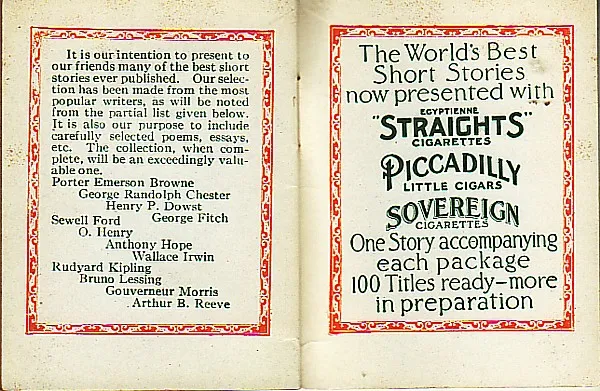 It is our intention to present to
our friends many of the best short
stories ever published. Our selec-
tion has been made from the most
popular writers, as will be noted
from the partial list given below.
It is also our purpose to include
carefully selected poems, essays,
etc. The collection, when com-
plete, will be an exceedingly valu-
able one.
Porter Emerson Browne
George Randolph Chester
Henry P. Dowst
Sewell Ford George Fitch
O. Henry
Anthony Hope
Wallace Irwin
Rudyard Kipling
Bruno Lessing
Gouverneur Morris
Arthur B. Reeve
The World's Best
Short Stories
now presented with
EGYPTIENNE
"STRAIGHTS"
CIGARETTES
PICCADILLY
LITTLE CIGARS
SOVEREIGN
CIGARETTES
One Story accompanying
each package
100 Titles ready—more
in preparation